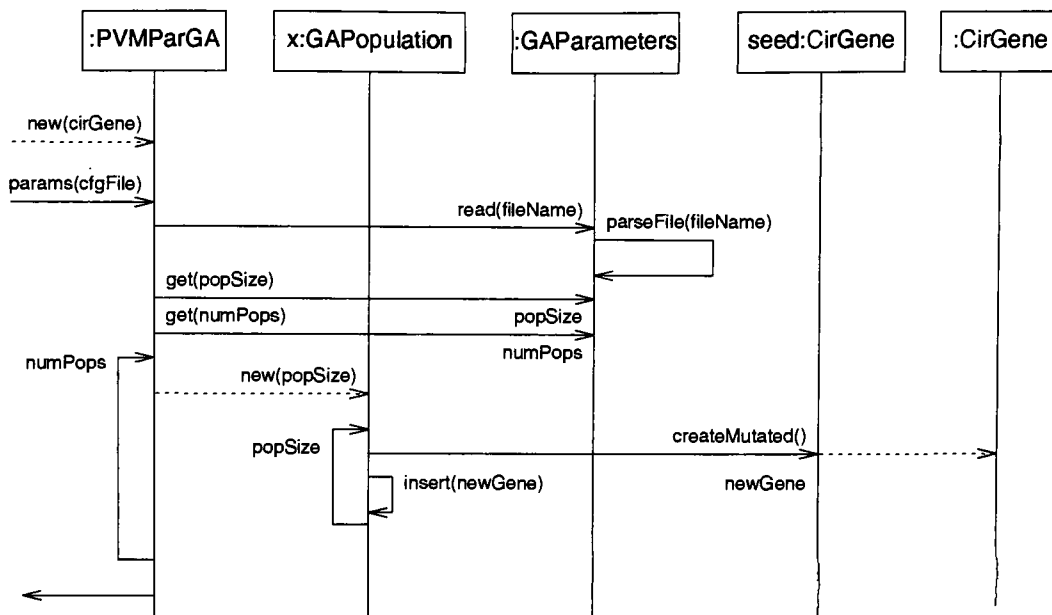 :PVMParGA
x:GAPopulation
:GAParameters
seed:CirGene
:CirGene
new(cirGene)
params(cfgFile)
read(fileName)
parseFile(fileName)
get(popSize)
popSize
get(numPops)
numPops
numPops
new(popSize)
popSize
createMutated()
insert(newGene)
newGene